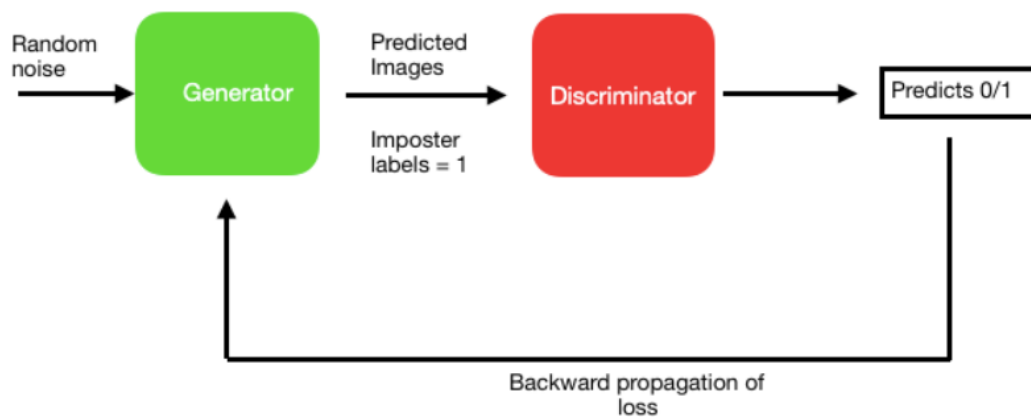 Random
noise
Generator
Predicted
Images
Imposter
labels = 1
Discriminator
Predicts 0/1
Backward propagation of
loss